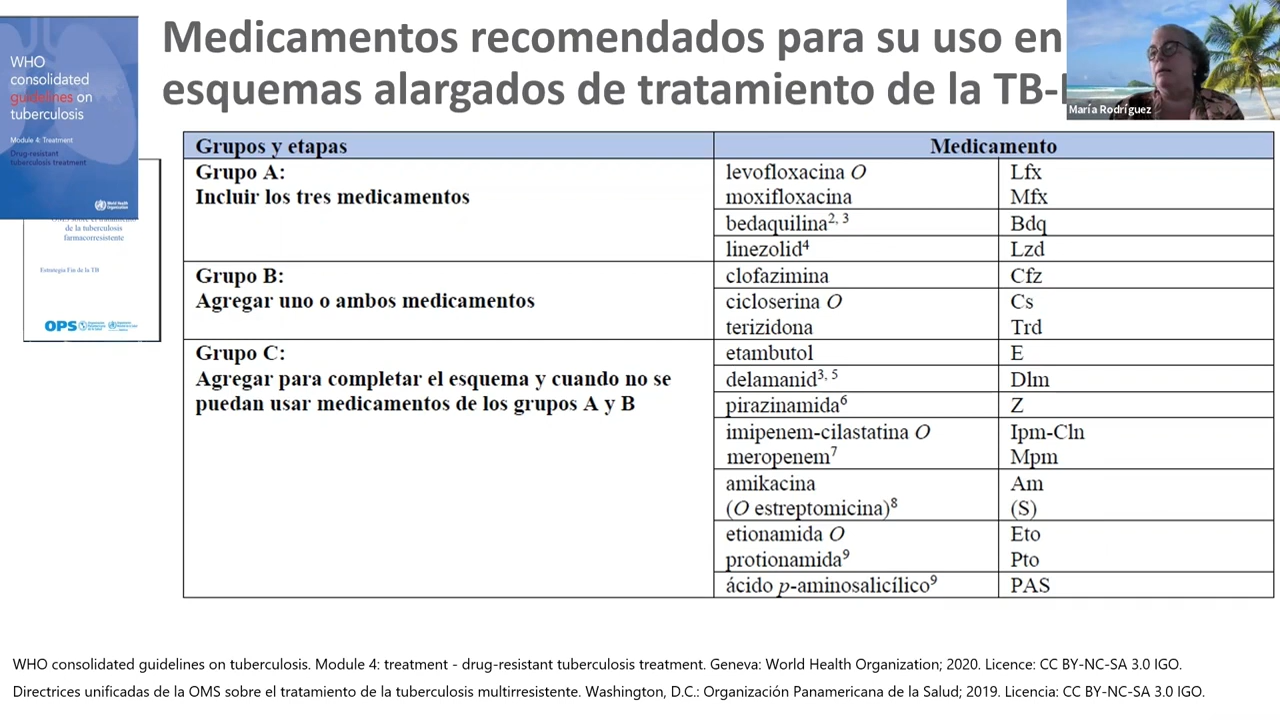 WHO
consolidated
guidelines on
tuberculosis
Module 4: Treatment
Drug-resistant
tuberculosis treatment
World Health
Organization
de la tuberculosis
farmacorresistente
Estrategia Fin de la TB
OPS
Medicamentos recomendados para su uso en
esquemas alargados de tratamiento de la TB-
María Rodríguez
Grupos y etapas Medicamento
Grupo A:
Incluir los tres medicamentos
levofloxacina O Lfx
moxifloxacina Mfx
bedaquilina2, 3 Bdq
linezolid4 Lzd
Grupo B:
Agregar uno o ambos medicamentos
clofazimina Cfz
cicloserina O Cs
terizidona Trd
Grupo C:
Agregar para completar el esquema y cuando no se
puedan usar medicamentos de los grupos A y B
etambutol E
delamanid3, 5 Dlm
pirazinamida6 Z
imipenem-cilastatina O Ipm-Cln
meropenem7 Mpm
amikacina Am
(O estreptomicina)8 (S)
etionamida O Eto
protionamida9 Pto
ácido p-aminosalicílico9 PAS
WHO consolidated guidelines on tuberculosis. Module 4: treatment - drug-resistant tuberculosis treatment. Geneva: World Health Organization; 2020. Licence: CC BY-NC-SA 3.0 IGO.
Directrices unificadas de la OMS sobre el tratamiento de la tuberculosis multirresistente. Washington, D.C.: Organización Panamericana de la Salud; 2019. Licencia: CC BY-NC-SA 3.0 IGO.